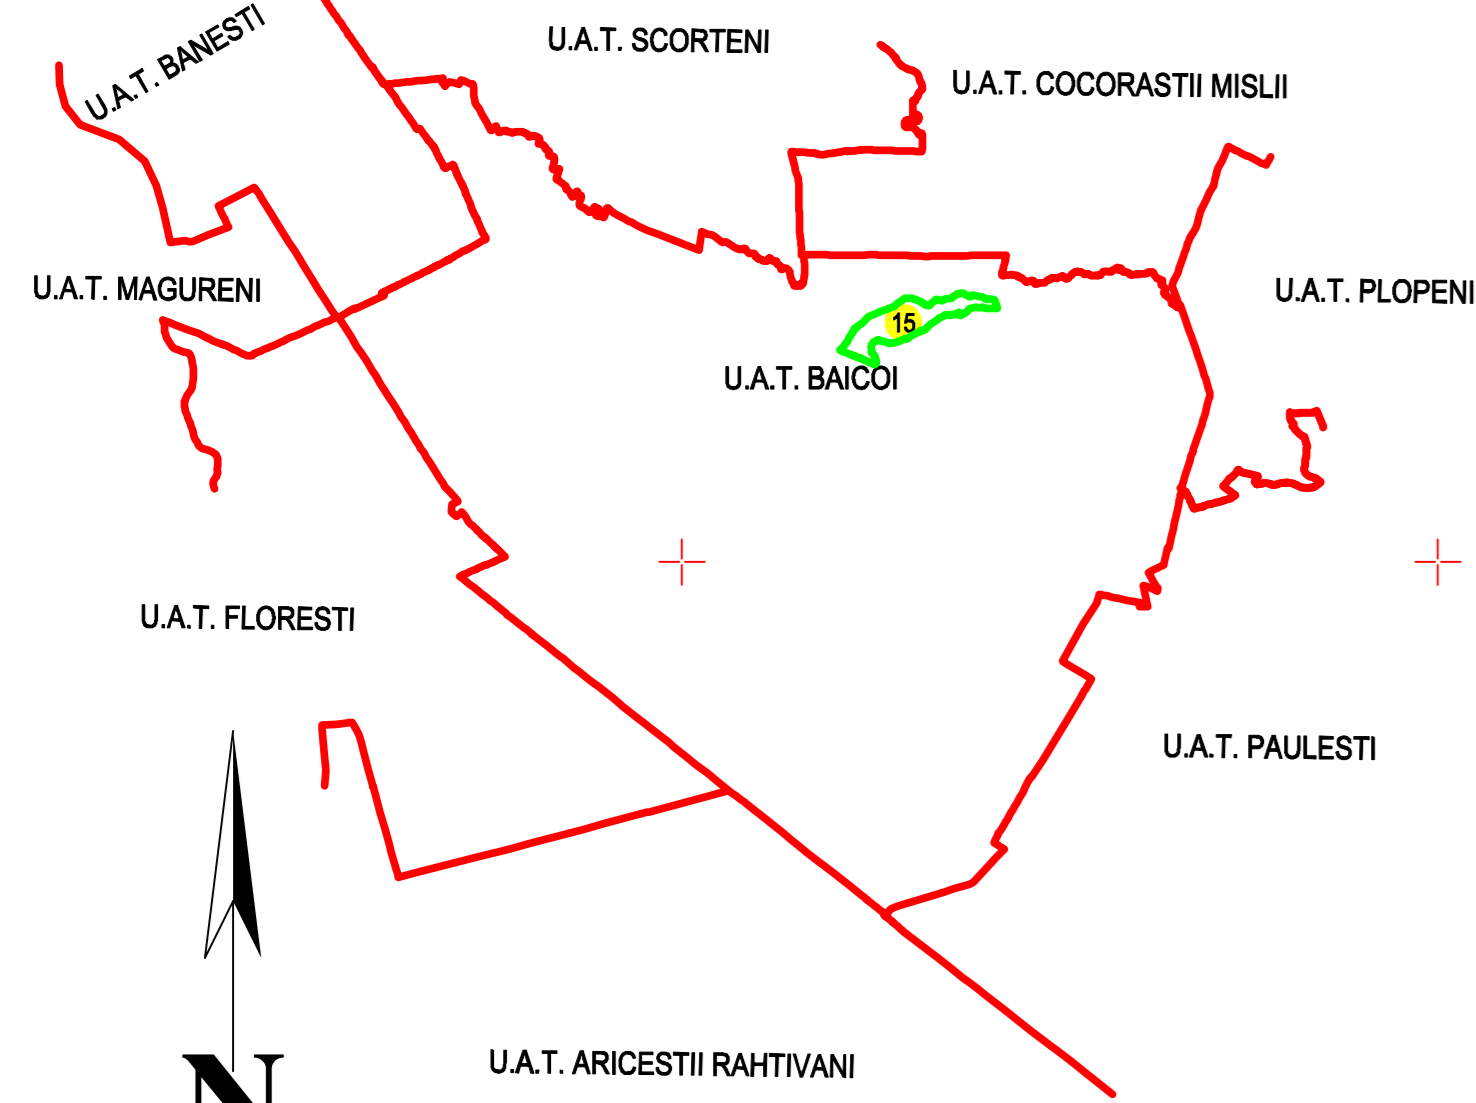 U.A.T. BANESTI
U.A.T. SCORTENI
U.A.T. COCORASTII MISLII
U.A.T. MAGURENI
U.A.T. PLOPENI
15
U.A.T. BAICOI
U.A.T. FLORESTI
U.A.T. PAULESTI
U.A.T. ARICESTII RAHTIVANI
N